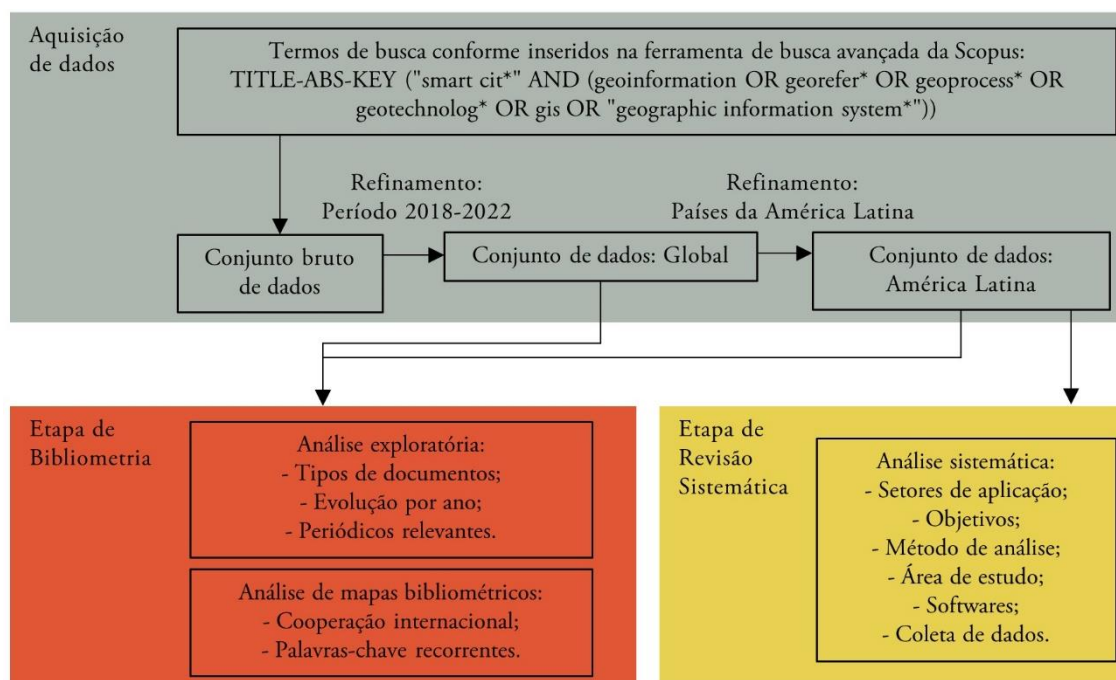 Aquisição
de dados
Termos de busca conforme inseridos na ferramenta de busca avançada da Scopus:
TITLE-ABS-KEY ("smart cit*" AND (geoinformation OR georefer* OR geoprocess* OR
geotechnolog* OR gis OR "geographic information system*"))
Refinamento:
Período 2018-2022
Refinamento:
Países da América Latina
Conjunto bruto
de dados
Conjunto de dados: Global
Conjunto de dados:
América Latina
Etapa de
Bibliometria
Análise exploratória:
- Tipos de documentos;
- Evolução por ano;
- Periódicos relevantes.
Análise de mapas bibliométricos:
- Cooperação internacional;
- Palavras-chave recorrentes.
Etapa de
Revisão
Sistemática
Análise sistemática:
- Setores de aplicação;
- Objetivos;
- Método de análise;
- Área de estudo;
- Softwares;
- Coleta de dados.